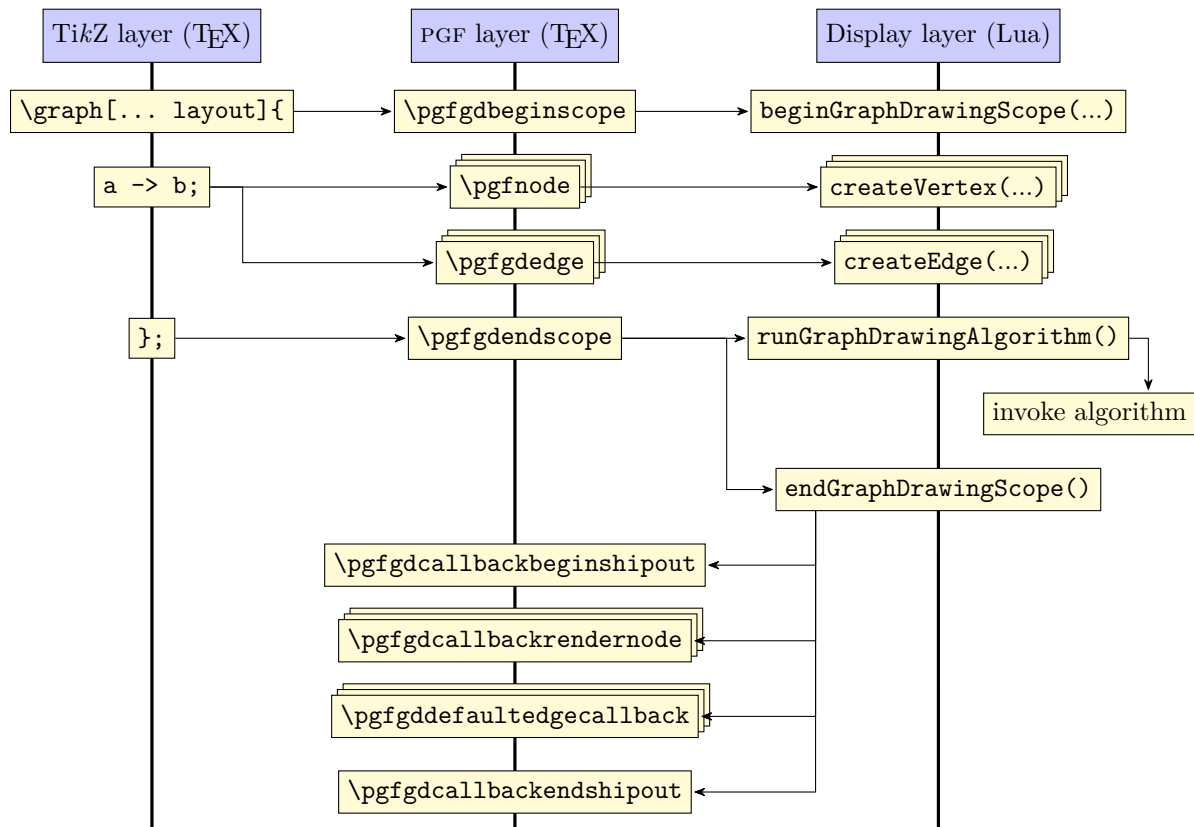 TikZ layer (TEX)
PGF layer (TEX)
Display layer (Lua)
\graph[... layout]{
\pgfgdbeginscope
beginGraphDrawingScope(…)
a -> b;
\pgfnode
createVertex(…)
\pgfgdedge
createEdge(…)
};
\pgfgdendscope
runGraphDrawingAlgorithm()
invoke algorithm
endGraphDrawingScope()
\pgfgdcallbackbeginshipout
\pgfgdcallbackrendernode
\pgfgddefaultedgecallback
\pgfgdcallbackendshipout